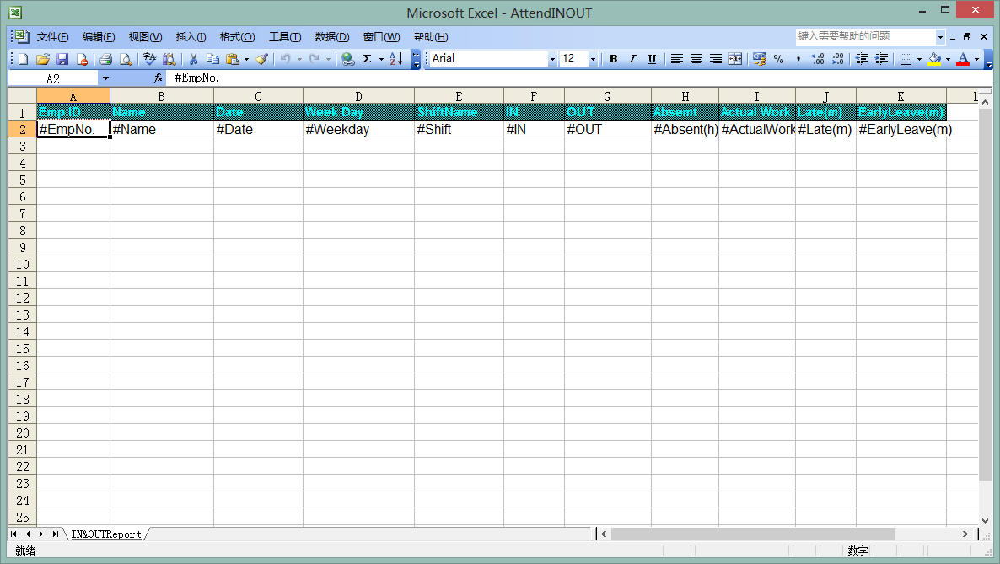 Microsoft Excel - AttendINOUT
文件(F) 编辑(E) 视图(V) 插入(I) 格式(O) 工具(T) 数据(D) 窗口(W) 帮助(H) 键入需要帮助的问题
Arial 12 B I U
A2 fx #EmpNo.
A B C D E F G H I J K L
1 Emp ID Name Date Week Day ShiftName IN OUT Absemt Actual Work Late(m) EarlyLeave(m)
2 #EmpNo. #Name #Date #Weekday #Shift #IN #OUT #Absent(h) #ActualWork #Late(m) #EarlyLeave(m)
3
4
5
6
7
8
9
10
11
12
13
14
15
16
17
18
19
20
21
22
23
24
25
IN&OUTReport
就绪 数字